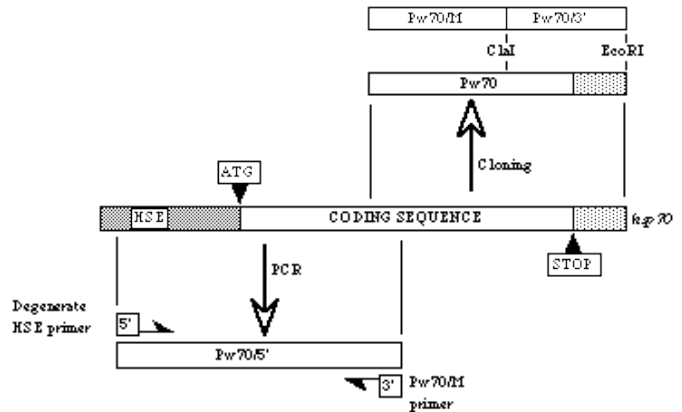 Pw70/M Pw70/3'
ClaI EcoRI
Pw70
Cloning
ATG
HSE CODING SEQUENCE hsp70
STOP
PCR
Degenerate
HSE primer
5'
Pw70/5'
3' Pw70/M
primer